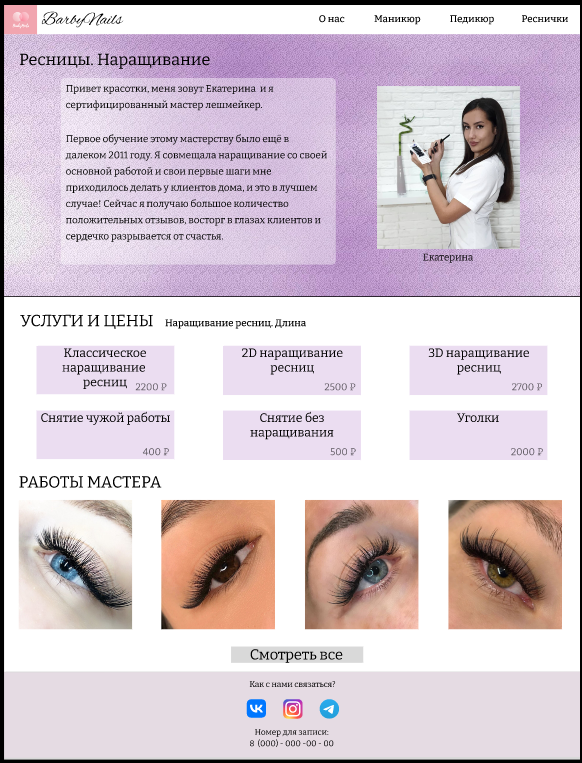 BarbyNails
О нас Маникюр Педикюр Реснички
Ресницы. Наращивание
Привет красотки, меня зовут Екатерина и я
сертифицированный мастер лешмейкер.
Первое обучение этому мастерству было ещё в
далеком 2011 году. Я совмещала наращивание со своей
основной работой и свои первые шаги мне
приходилось делать у клиентов дома, и это в лучшем
случае! Сейчас я получаю большое количество
положительных отзывов, восторг в глазах клиентов и
сердечко разрывается от счастья.
Екатерина
УСЛУГИ И ЦЕНЫ Наращивание ресниц. Длина
Классическое
наращивание
ресниц 2200 ₽
2D наращивание
ресниц
2500 ₽
3D наращивание
ресниц
2700 ₽
Снятие чужой работы
400 ₽
Снятие без
наращивания
500 ₽
Уголки
2000 ₽
РАБОТЫ МАСТЕРА
Смотреть все
Как с нами связаться?
Номер для записи:
8 (000) - 000 -00 - 00